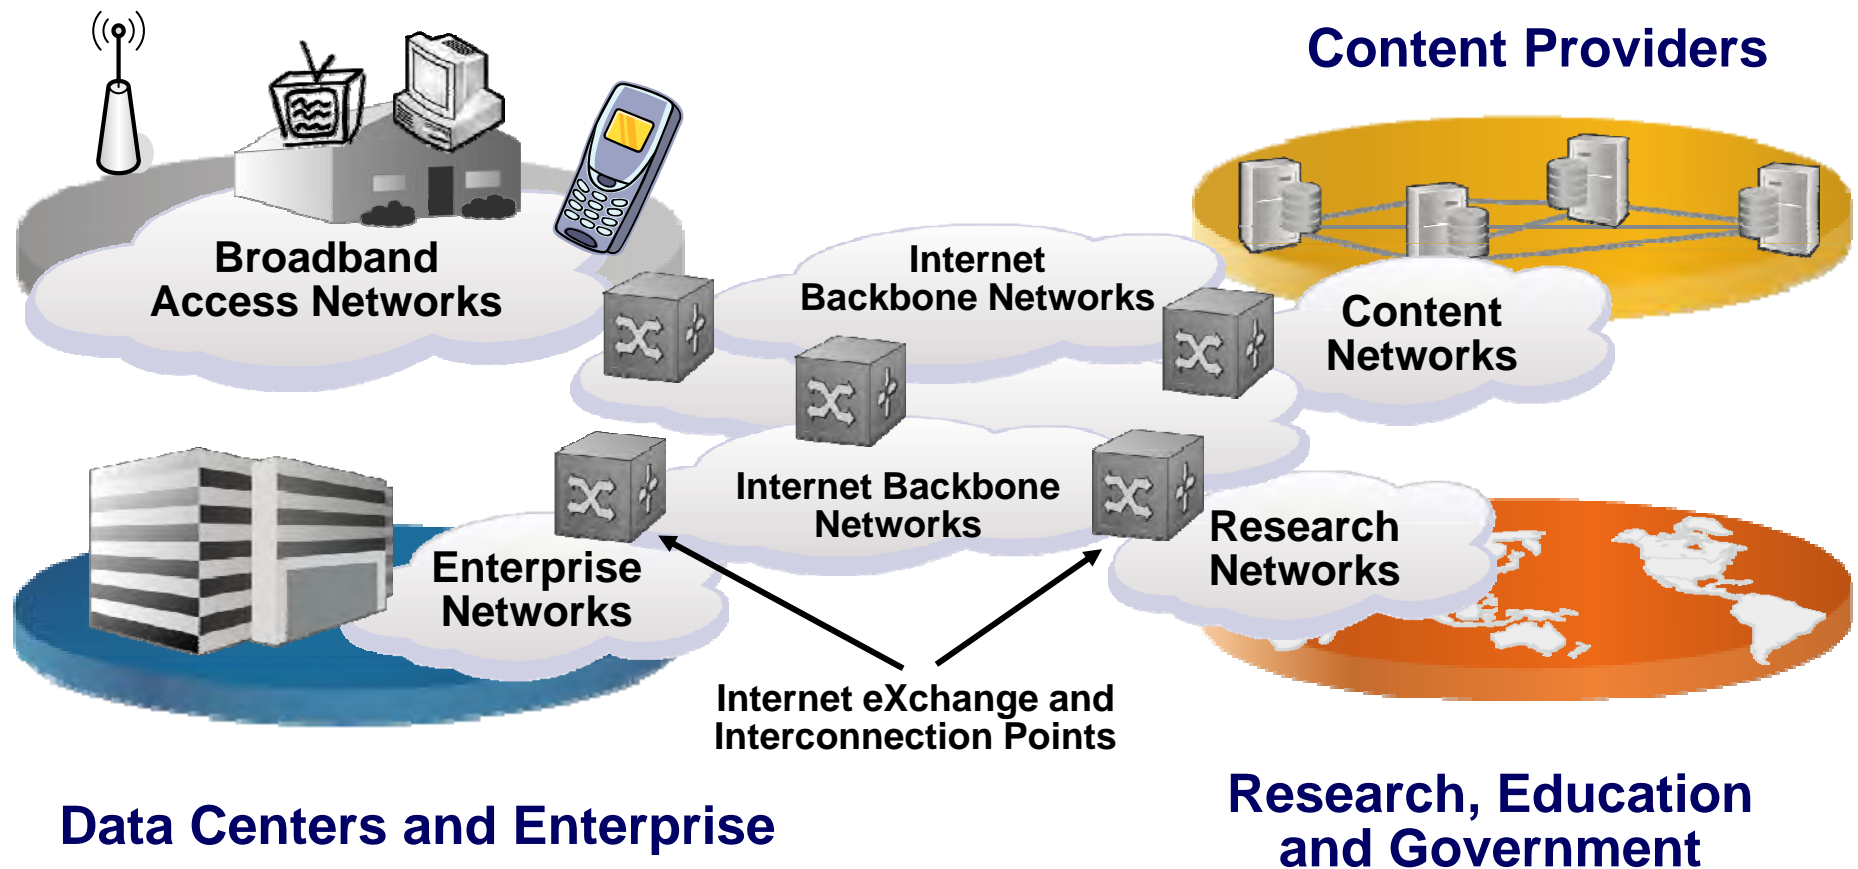 Content Providers
Broadband
Access Networks
Internet
Backbone Networks
Content
Networks
Internet Backbone
Networks
Research
Networks
Enterprise
Networks
Internet eXchange and
Interconnection Points
Data Centers and Enterprise
Research, Education
and Government